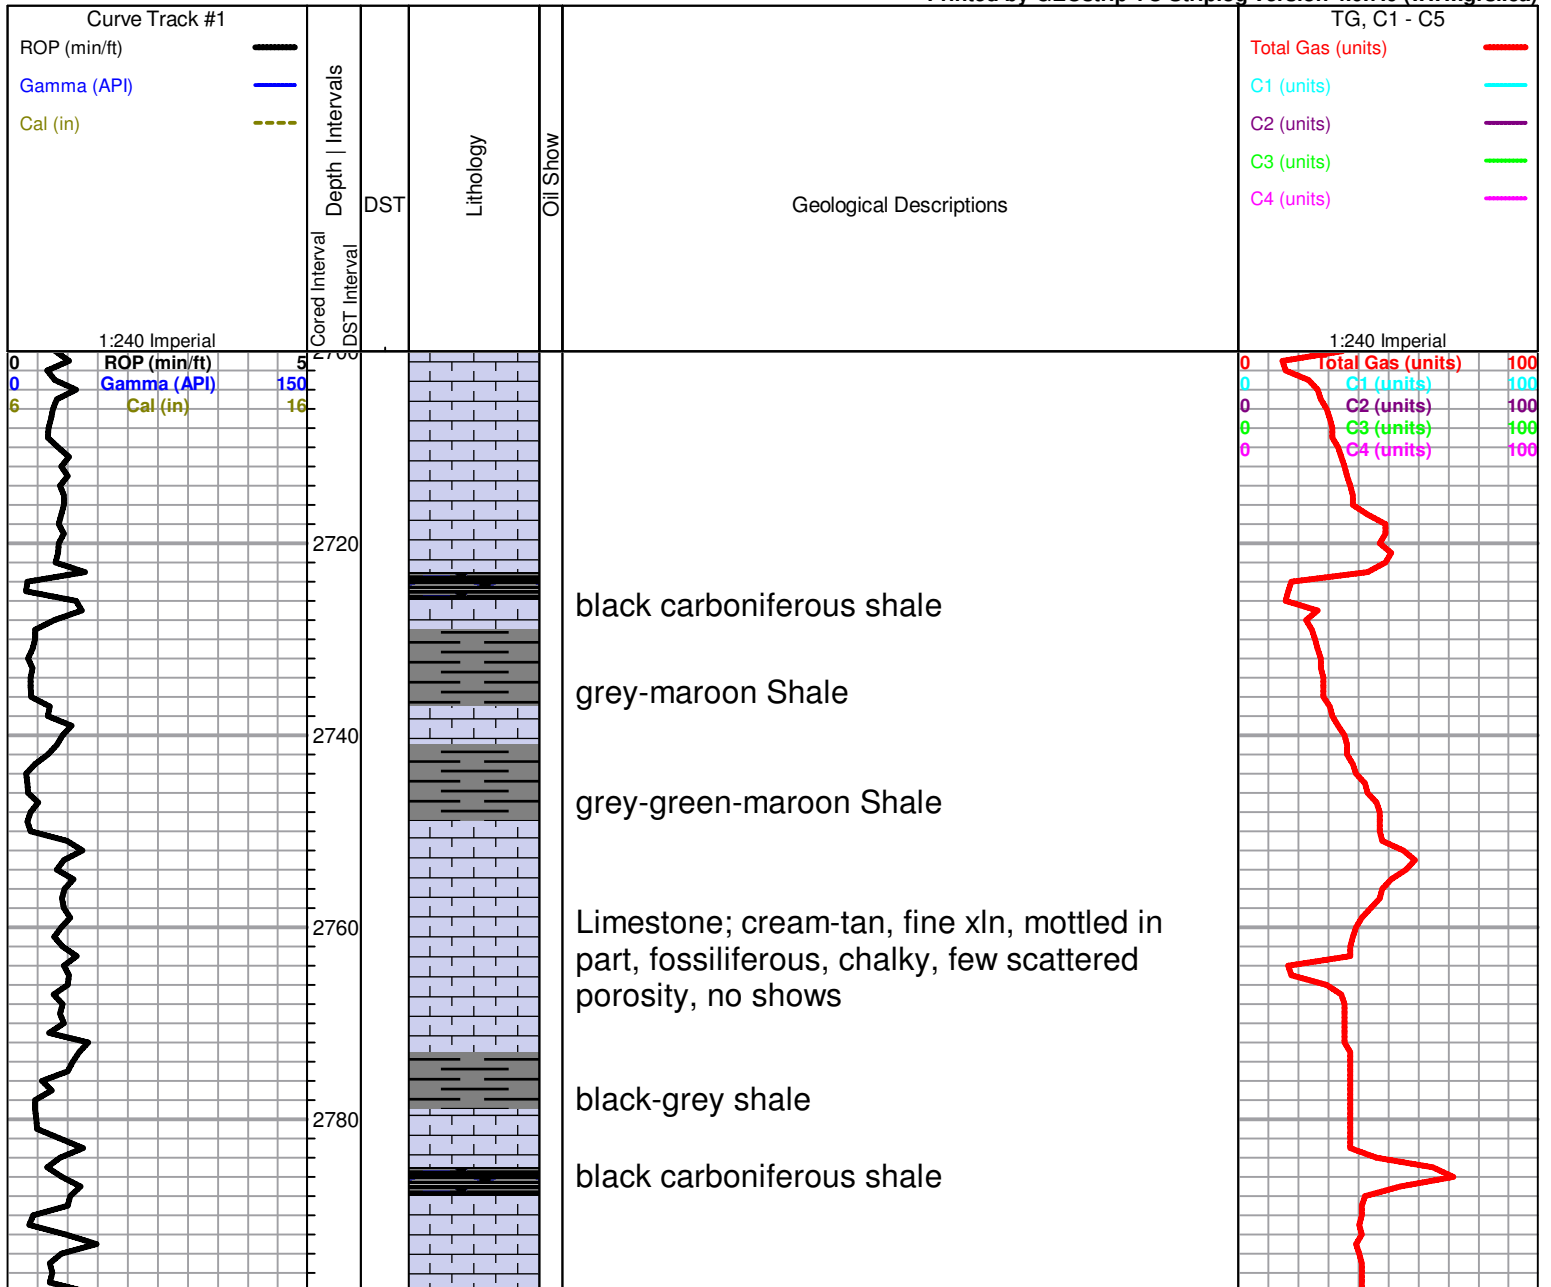 Curve Track #1
ROP (min/ft)
Gamma (API)
Cal (in)
1:240 Imperial
Cored Interval
Depth | Intervals
DST Interval
DST
Lithology
Oil Show
Geological Descriptions
TG, C1 - C5
Total Gas (units)
C1 (units)
C2 (units)
C3 (units)
C4 (units)
1:240 Imperial
0 ROP (min/ft) 5
0 Gamma (API) 150
6 Cal (in) 16
0 Total Gas (units) 100
0 C1 (units) 100
0 C2 (units) 100
0 C3 (units) 100
0 C4 (units) 100
2700
2720
black carboniferous shale
grey-maroon Shale
2740
grey-green-maroon Shale
2760
Limestone; cream-tan, fine xln, mottled in
part, fossiliferous, chalky, few scattered
porosity, no shows
black-grey shale
2780
black carboniferous shale